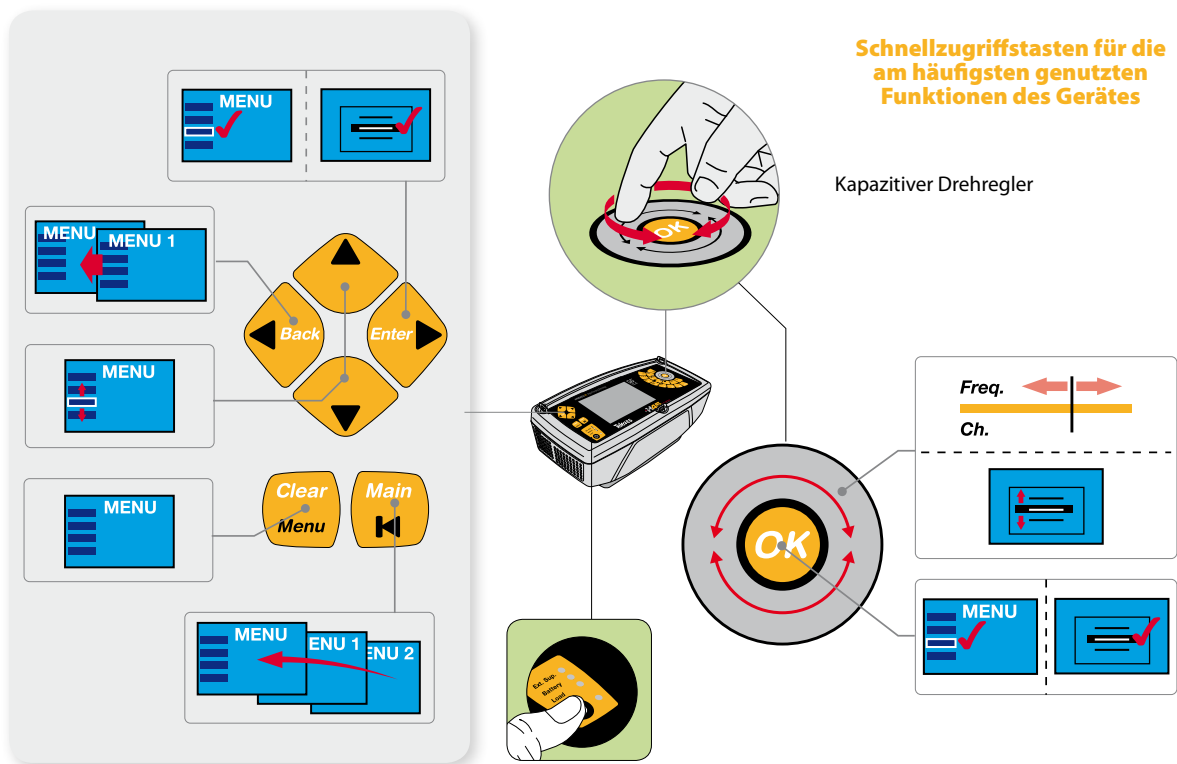 Schnellzugriffstasten für die
am häufigsten genutzten
Funktionen des Gerätes
Kapazitiver Drehregler
MENU
MENU
MENU 1
Back
Enter
MENU
Clear
Menu
Main
MENU
MENU
ENU 1
ENU 2
OK
Ext. Sup.
Battery
Load
OK
Freq.
Ch.
MENU